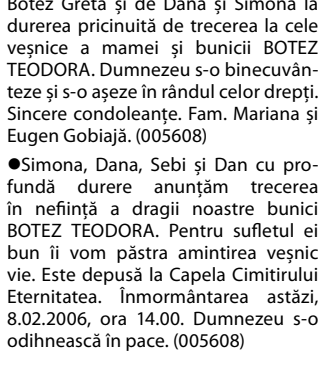 Botez Greta și de Dana și Simona la
durerea pricinuită de trecerea la cele
veșnice a mamei și bunicii BOTEZ
TEODORA. Dumnezeu s-o binecuvân-
teze și s-o așeze în rândul celor drepți.
Sincere condoleanțe. Fam. Mariana și
Eugen Gobiajă. (005608)
●Simona, Dana, Sebi și Dan cu pro-
fundă durere anunțăm trecerea
în neființă a dragii noastre bunici
BOTEZ TEODORA. Pentru sufletul ei
bun îi vom păstra amintirea veșnic
vie. Este depusă la Capela Cimitirului
Eternitatea. Înmormântarea astăzi,
8.02.2006, ora 14.00. Dumnezeu s-o
odihnească în pace. (005608)